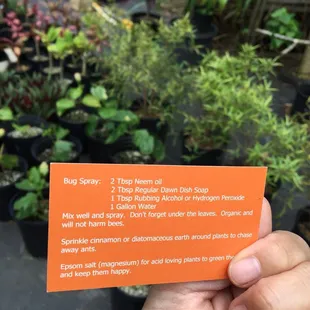 Bug Spray: 2 Tbsp Neem oil
2 Tbsp Regular Dawn Dish Soap
1 Tbsp Rubbing Alcohol or Hydrogen Peroxide
1 Gallon Water
Mix well and spray. Don't forget under the leaves. Organic and
will not harm bees.
Sprinkle cinnamon or diatomaceous earth around plants to chase
away ants.
Epsom salt (magnesium) for acid loving plants to green th
and keep them happy.